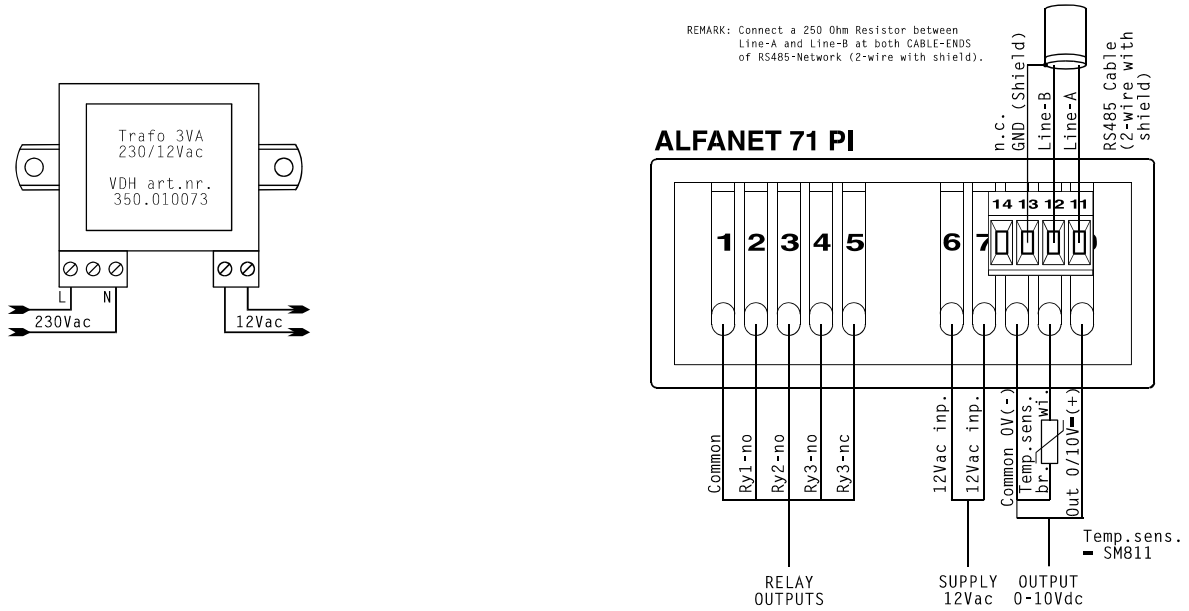 REMARK: Connect a 250 Ohm Resistor between
Line-A and Line-B at both CABLE-ENDS
of RS485-Network (2-wire with shield).
n.c.
GND (Shield)
Line-B
Line-A
RS485 Cable
(2-wire with
shield)
Trafo 3VA
230/12Vac
VDH art.nr.
350.010073
L
N
230Vac
12Vac
ALFANET 71 PI
14 13 12 11
1 2 3 4 5
6 7
Common
Ry1-no
Ry2-no
Ry3-no
Ry3-nc
12Vac inp.
12Vac inp.
Common 0V(-)
Temp.sens.
br. wi.
Out 0/10V=(+)
Temp.sens.
= SM811
RELAY
OUTPUTS
SUPPLY
12Vac
OUTPUT
0-10Vdc